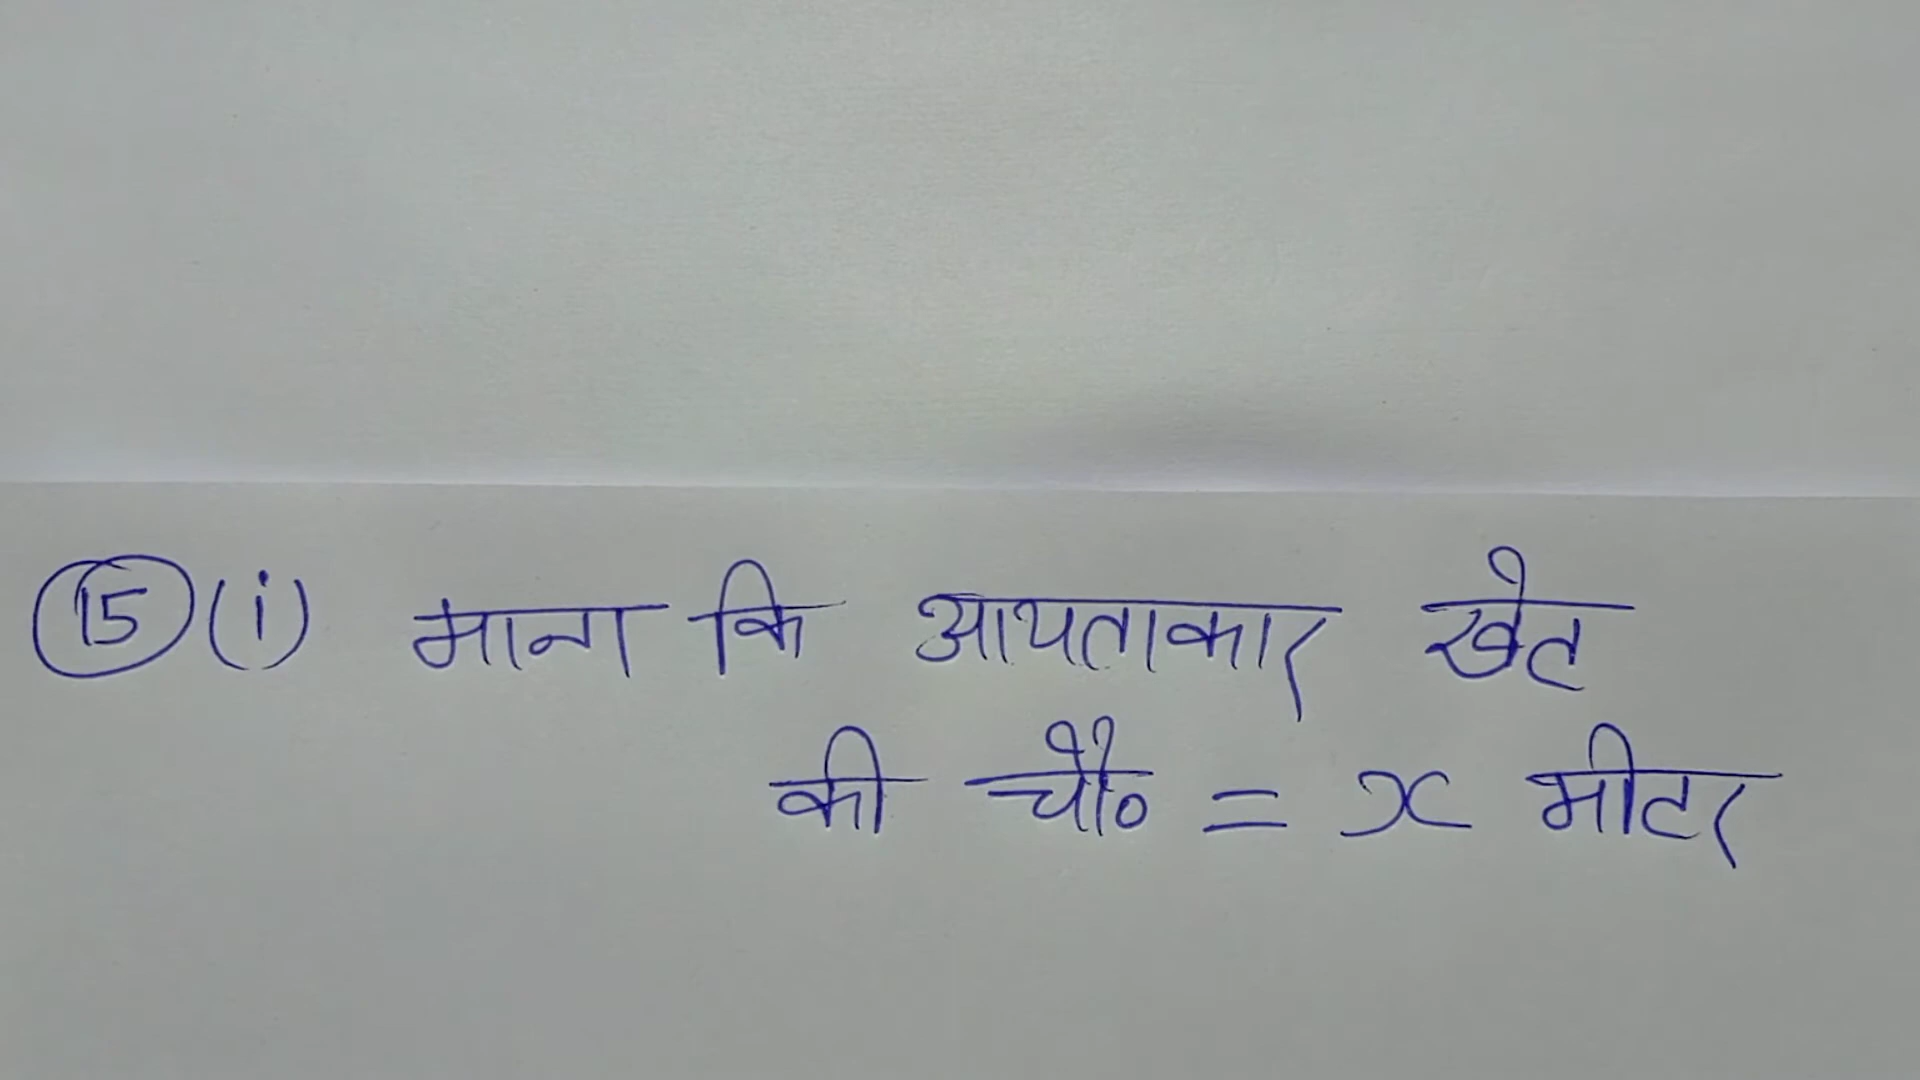 15 (i) माना कि आयताकार खेत
की चौ० = x मीटर